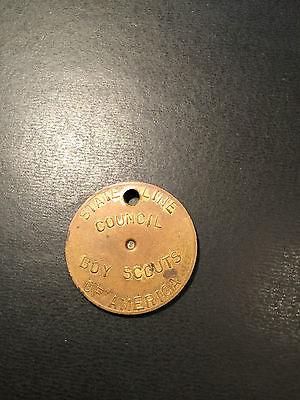 STATE LINE
COUNCIL
BOY SCOUTS
OF AMERICA